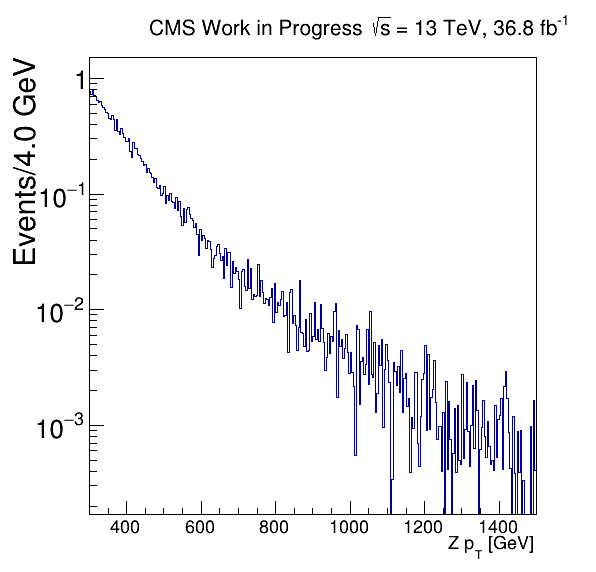 CMS Work in Progress √s = 13 TeV, 36.8 fb⁻¹
Events/4.0 GeV
1
10⁻¹
10⁻²
10⁻³
400 600 800 1000 1200 1400
Z p_T [GeV]